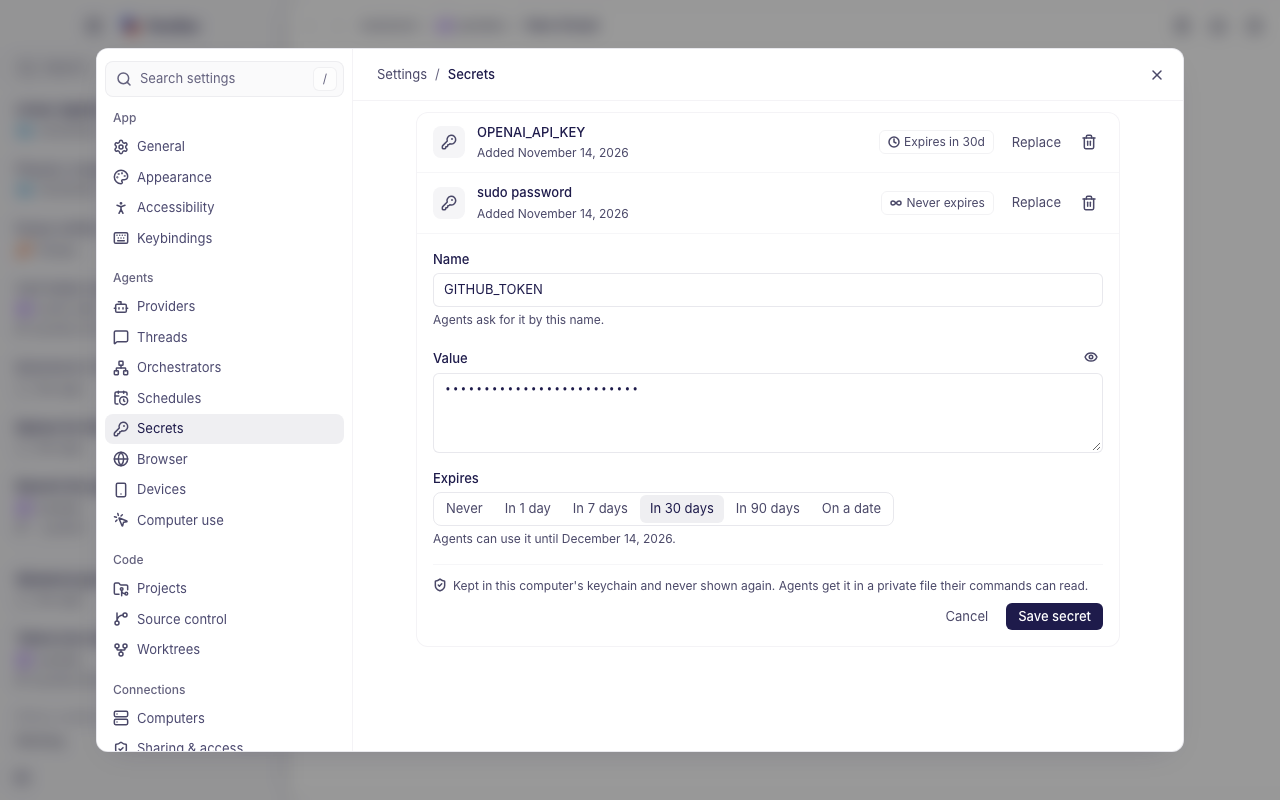 Search settings
/
App
General
Appearance
Accessibility
Keybindings
Agents
Providers
Threads
Orchestrators
Schedules
Secrets
Browser
Devices
Computer use
Code
Projects
Source control
Worktrees
Connections
Computers
Sharing & access
Settings / Secrets
OPENAI_API_KEY
Added November 14, 2026
Expires in 30d
Replace
sudo password
Added November 14, 2026
Never expires
Replace
Name
GITHUB_TOKEN
Agents ask for it by this name.
Value
•••••••••••••••••••••••••
Expires
Never In 1 day In 7 days In 30 days In 90 days On a date
Agents can use it until December 14, 2026.
Kept in this computer's keychain and never shown again. Agents get it in a private file their commands can read.
Cancel
Save secret